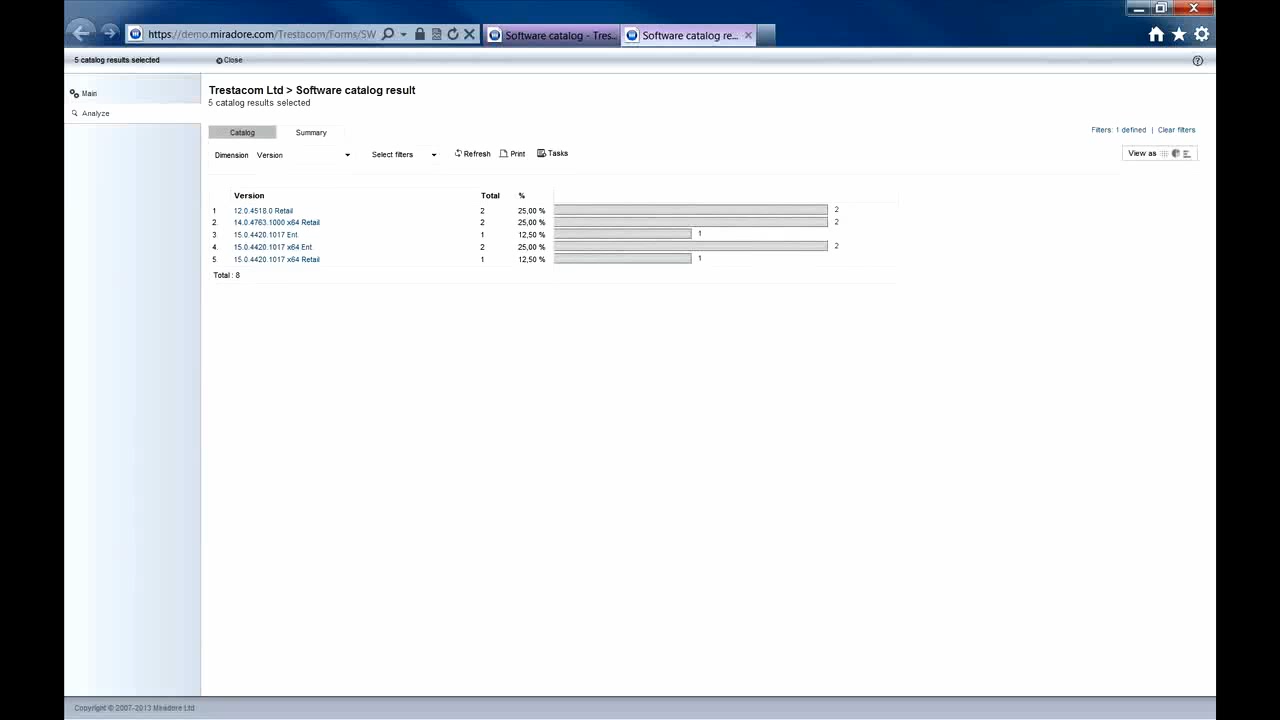 https://demo.miradore.com/Trestacom/Forms/SW
Software catalog - Tres...
Software catalog re...
5 catalog results selected
Close
Main
Analyze
Trestacom Ltd > Software catalog result
5 catalog results selected
Catalog Summary
Filters: 1 defined | Clear filters
Dimension Version Select filters Refresh Print Tasks View as
Version Total %
1 12.0.4518.0 Retail 2 25,00 % 2
2 14.0.4763.1000 x64 Retail 2 25,00 % 2
3 15.0.4420.1017 Ent. 1 12,50 % 1
4. 15.0.4420.1017 x64 Ent 2 25,00 % 2
5 15.0.4420.1017 x64 Retail 1 12,50 % 1
Total : 8
Copyright © 2007-2013 Miradore Ltd